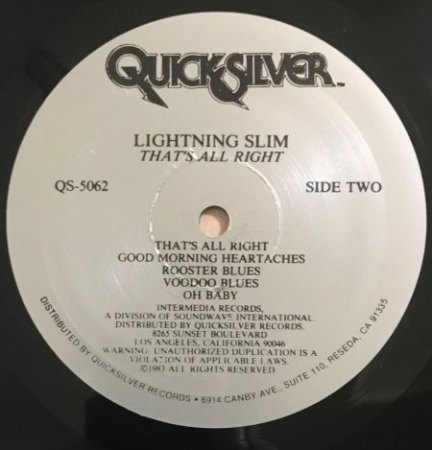 QUICKSILVER™
LIGHTNING SLIM
THAT'S ALL RIGHT
QS-5062 SIDE TWO
THAT'S ALL RIGHT
GOOD MORNING HEARTACHES
ROOSTER BLUES
VOODOO BLUES
OH BABY
INTERMEDIA RECORDS,
A DIVISION OF SOUNDWAVE INTERNATIONAL.
DISTRIBUTED BY QUICKSILVER RECORDS.
8265 SUNSET BOULEVARD
LOS ANGELES, CALIFORNIA 90046
WARNING: UNAUTHORIZED DUPLICATION IS A
VIOLATION OF APPLICABLE LAWS.
©1983 ALL RIGHTS RESERVED
DISTRIBUTED BY QUICKSILVER RECORDS • 6914 CANBY AVE., SUITE 110, RESEDA, CA 91335